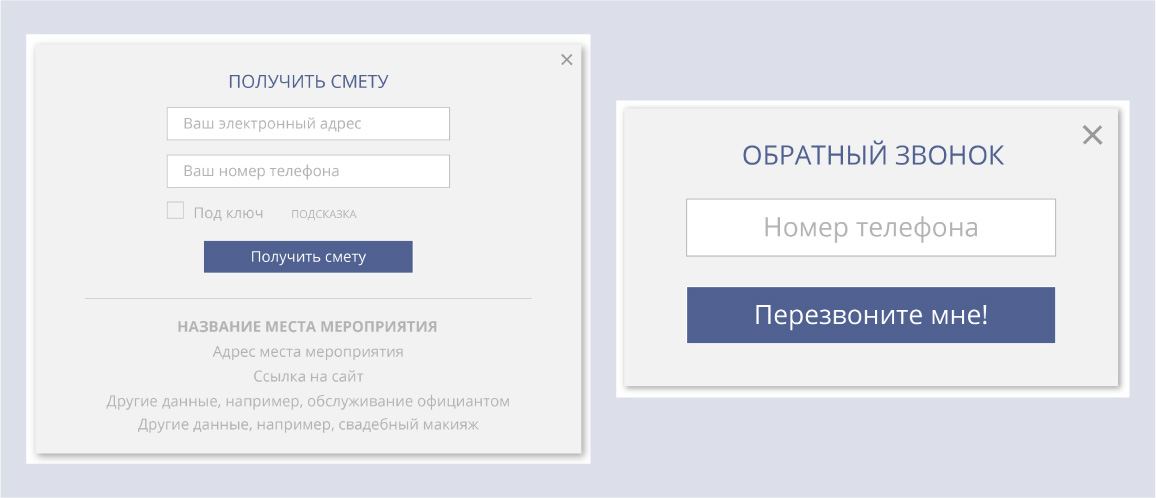 ПОЛУЧИТЬ СМЕТУ
Ваш электронный адрес
Ваш номер телефона
Под ключ ПОДСКАЗКА
Получить смету
НАЗВАНИЕ МЕСТА МЕРОПРИЯТИЯ
Адрес места мероприятия
Ссылка на сайт
Другие данные, например, обслуживание официантом
Другие данные, например, свадебный макияж
ОБРАТНЫЙ ЗВОНОК
Номер телефона
Перезвоните мне!